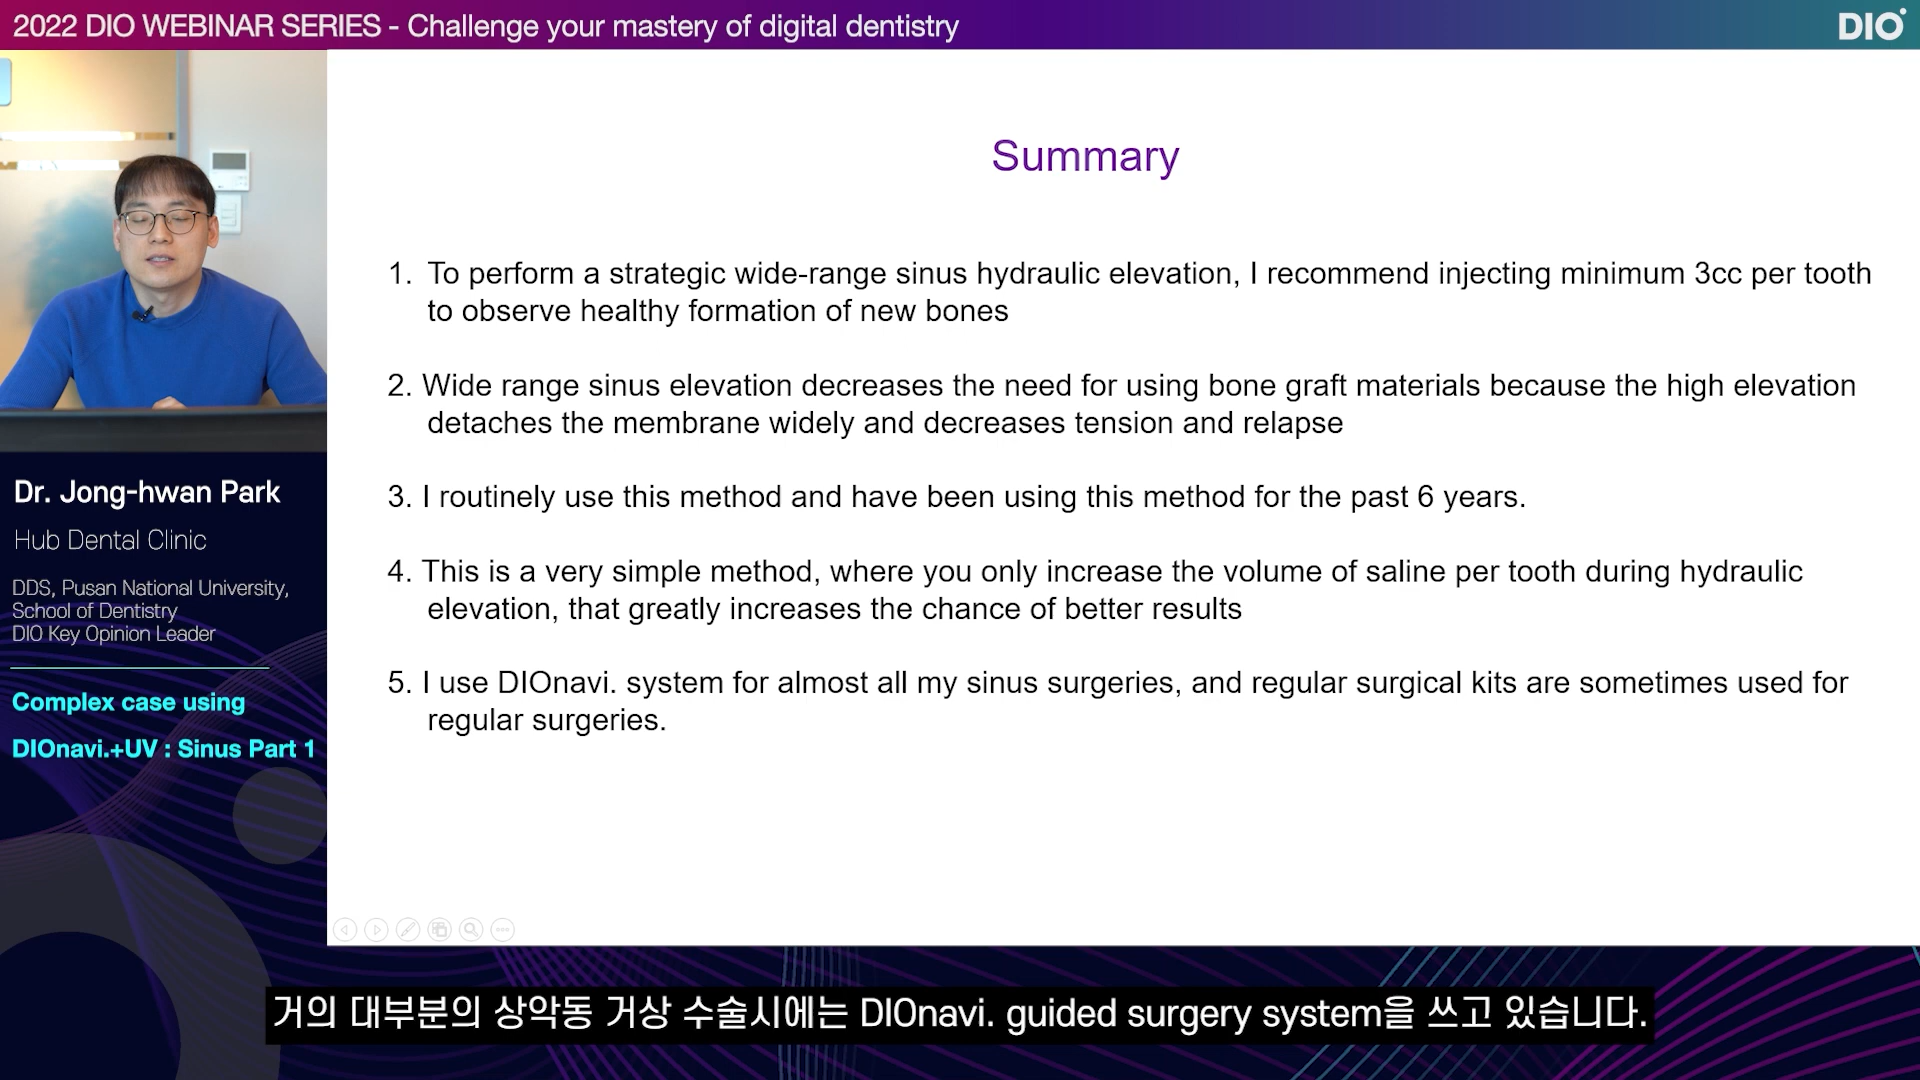 2022 DIO WEBINAR SERIES - Challenge your mastery of digital dentistry
DIO
Summary
1. To perform a strategic wide-range sinus hydraulic elevation, I recommend injecting minimum 3cc per tooth
to observe healthy formation of new bones
2. Wide range sinus elevation decreases the need for using bone graft materials because the high elevation
detaches the membrane widely and decreases tension and relapse
3. I routinely use this method and have been using this method for the past 6 years.
4. This is a very simple method, where you only increase the volume of saline per tooth during hydraulic
elevation, that greatly increases the chance of better results
5. I use DIOnavi. system for almost all my sinus surgeries, and regular surgical kits are sometimes used for
regular surgeries.
Dr. Jong-hwan Park
Hub Dental Clinic
DDS, Pusan National University,
School of Dentistry
DIO Key Opinion Leader
Complex case using
DIOnavi.+UV : Sinus Part 1
거의 대부분의 상악동 거상 수술시에는 DIOnavi. guided surgery system을 쓰고 있습니다.